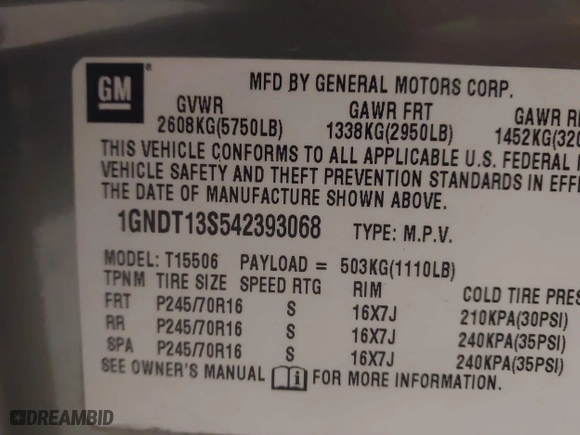 GM
MFD BY GENERAL MOTORS CORP.
GVWR GAWR FRT GAWR
2608KG(5750LB) 1338KG(2950LB) 1452KG(320
THIS VEHICLE CONFORMS TO ALL APPLICABLE U.S. FEDERAL
VEHICLE SAFETY AND THEFT PREVENTION STANDARDS IN
THE DATE OF MANUFACTURE SHOWN ABOVE.
1GNDT13S542393068 TYPE: M.P.V.
MODEL: T15506 PAYLOAD = 503KG(1110LB)
TPNM TIRE SIZE SPEED RTG RIM COLD TIRE PRES
FRT P245/70R16 S 16X7J 210KPA(30PSI)
RR P245/70R16 S 16X7J 240KPA(35PSI)
SPA P245/70R16 S 16X7J 240KPA(35PSI)
SEE OWNER'S MANUAL FOR MORE INFORMATION.
DREAMBID